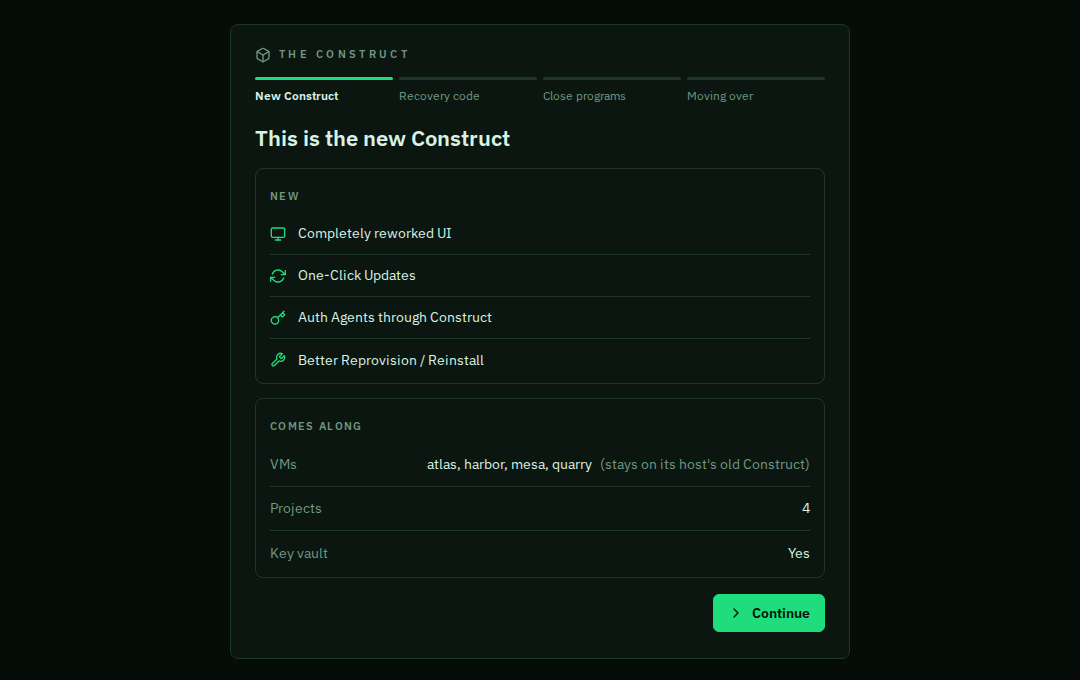 THE CONSTRUCT
New Construct
Recovery code
Close programs
Moving over
This is the new Construct
NEW
Completely reworked UI
One-Click Updates
Auth Agents through Construct
Better Reprovision / Reinstall
COMES ALONG
VMs atlas, harbor, mesa, quarry (stays on its host's old Construct)
Projects 4
Key vault Yes
Continue